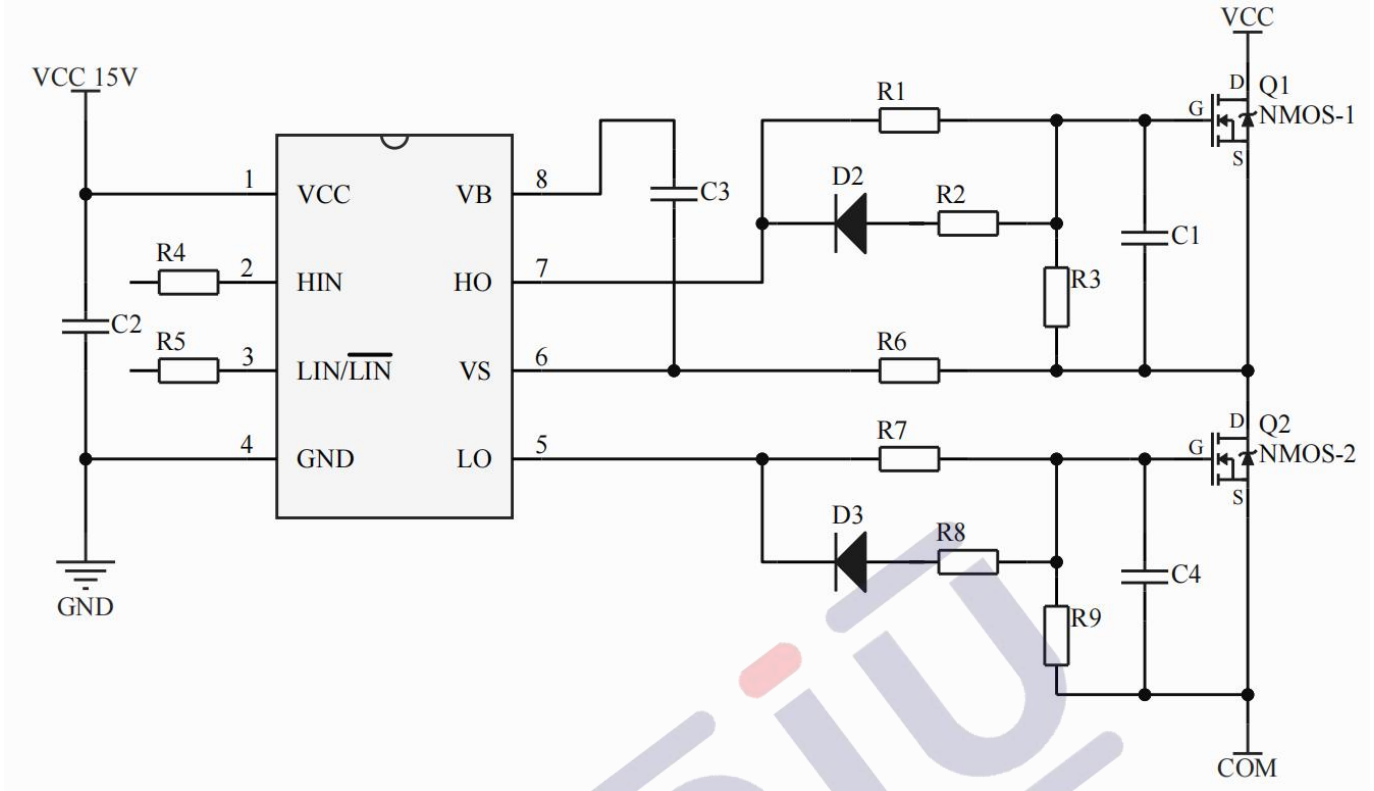 VCC
VCC 15V
R1
D
Q1
G
NMOS-1
S
1
VCC
VB
8
C3
D2
R2
C1
R4
2
HIN
HO
7
R3
C2
R5
3
LIN/LIN
VS
6
R6
D
Q2
G
NMOS-2
S
4
GND
LO
5
R7
D3
R8
C4
R9
GND
COM